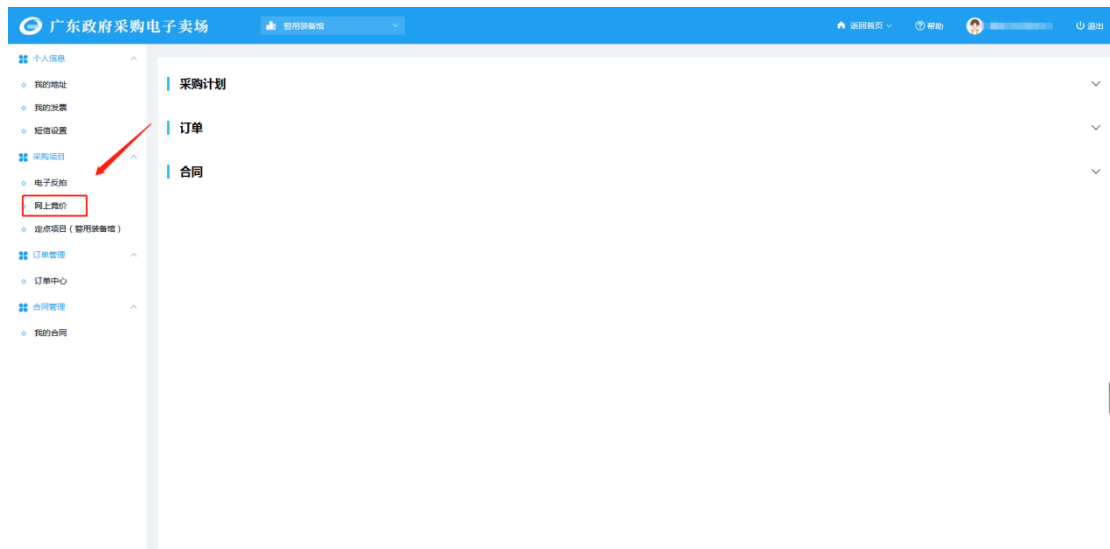 广东政府采购电子卖场
警用装备馆
返回首页
帮助
退出
个人信息
我的地址
我的发票
短信设置
采购项目
电子反拍
网上竞价
定点项目（警用装备馆）
订单管理
订单中心
合同管理
我的合同
采购计划
订单
合同